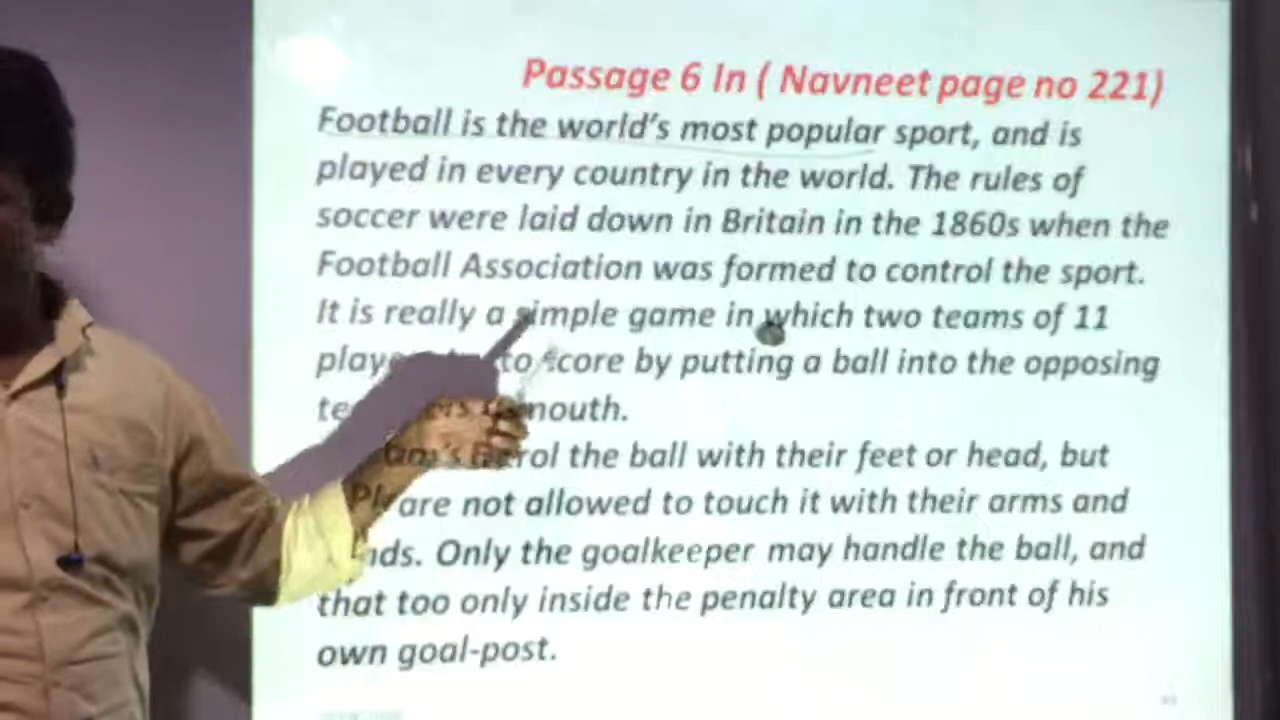 Passage 6 In ( Navneet page no 221)
Football is the world's most popular sport, and is
played in every country in the world. The rules of
soccer were laid down in Britain in the 1860s when the
Football Association was formed to control the sport.
It is really a simple game in which two teams of 11
to score by putting a ball into the opposing
mouth.
the ball with their feet or head, but
are not allowed to touch it with their arms and
Only the goalkeeper may handle the ball, and
that too only inside the penalty area in front of his
own goal-post.